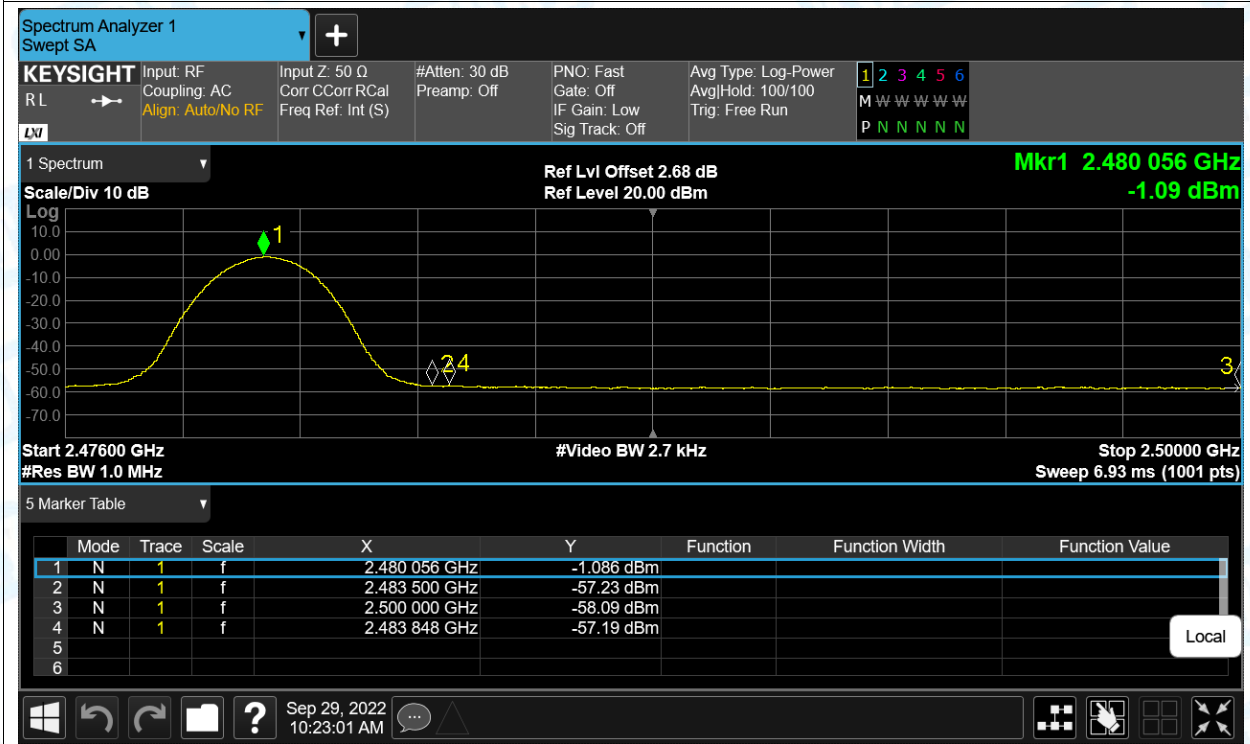 Spectrum Analyzer 1
Swept SA
+
KEYSIGHT
RL
LXI
Input: RF
Coupling: AC
Align: Auto/No RF
Input Z: 50 Ω
Corr CCorr RCal
Freq Ref: Int (S)
#Atten: 30 dB
Preamp: Off
PNO: Fast
Gate: Off
IF Gain: Low
Sig Track: Off
Avg Type: Log-Power
Avg|Hold: 100/100
Trig: Free Run
1 2 3 4 5 6
M W W W W W
P N N N N N
1 Spectrum
Scale/Div 10 dB
Ref Lvl Offset 2.68 dB
Ref Level 20.00 dBm
Mkr1 2.480 056 GHz
-1.09 dBm
Log
10.0
0.00
-10.0
-20.0
-30.0
-40.0
-50.0
-60.0
-70.0
1
2 4
3
Start 2.47600 GHz
#Video BW 2.7 kHz
Stop 2.50000 GHz
#Res BW 1.0 MHz
Sweep 6.93 ms (1001 pts)
5 Marker Table
Mode Trace Scale X Y Function Function Width Function Value
1 N 1 f 2.480 056 GHz -1.086 dBm
2 N 1 f 2.483 500 GHz -57.23 dBm
3 N 1 f 2.500 000 GHz -58.09 dBm
4 N 1 f 2.483 848 GHz -57.19 dBm
5
6
Local
?
Sep 29, 2022
10:23:01 AM